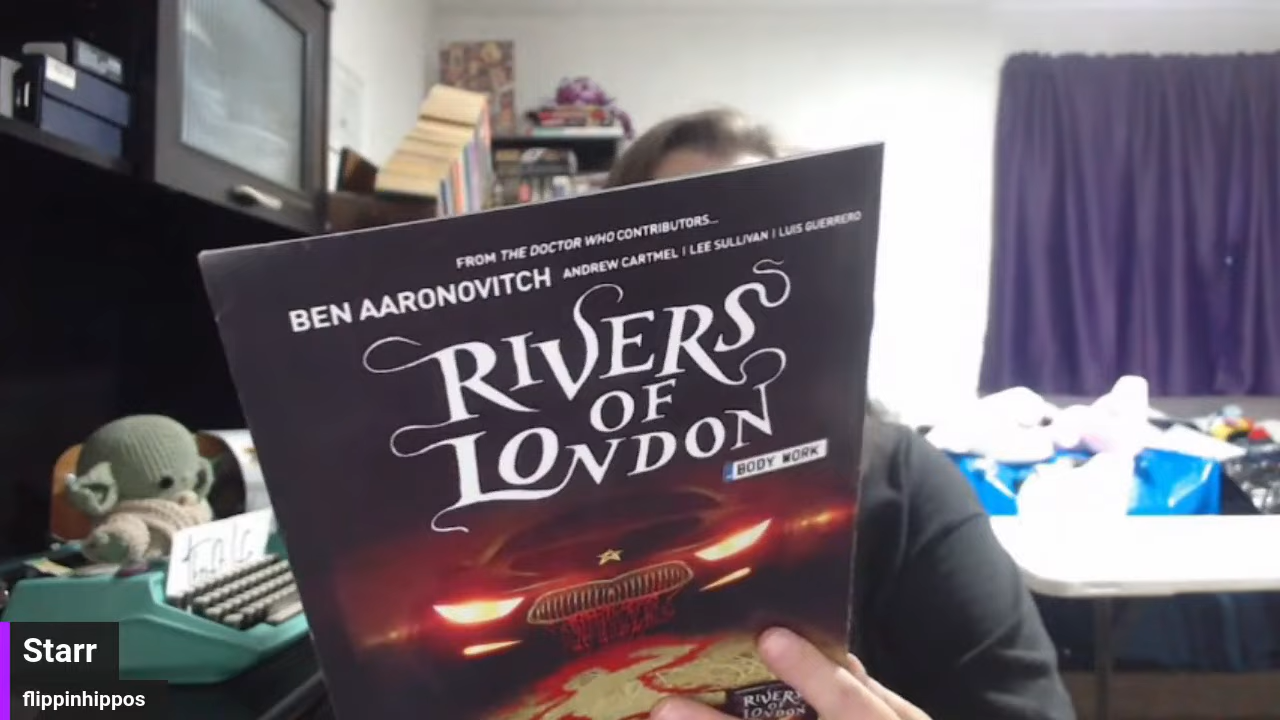 FROM THE DOCTOR WHO CONTRIBUTORS...
BEN AARONOVITCH ANDREW CARTMEL | LEE SULLIVAN | LUIS GUERRERO
RIVERS
OF
LONDON
BODY WORK
RIVERS
OF
LONDON
Starr
flippinhippos